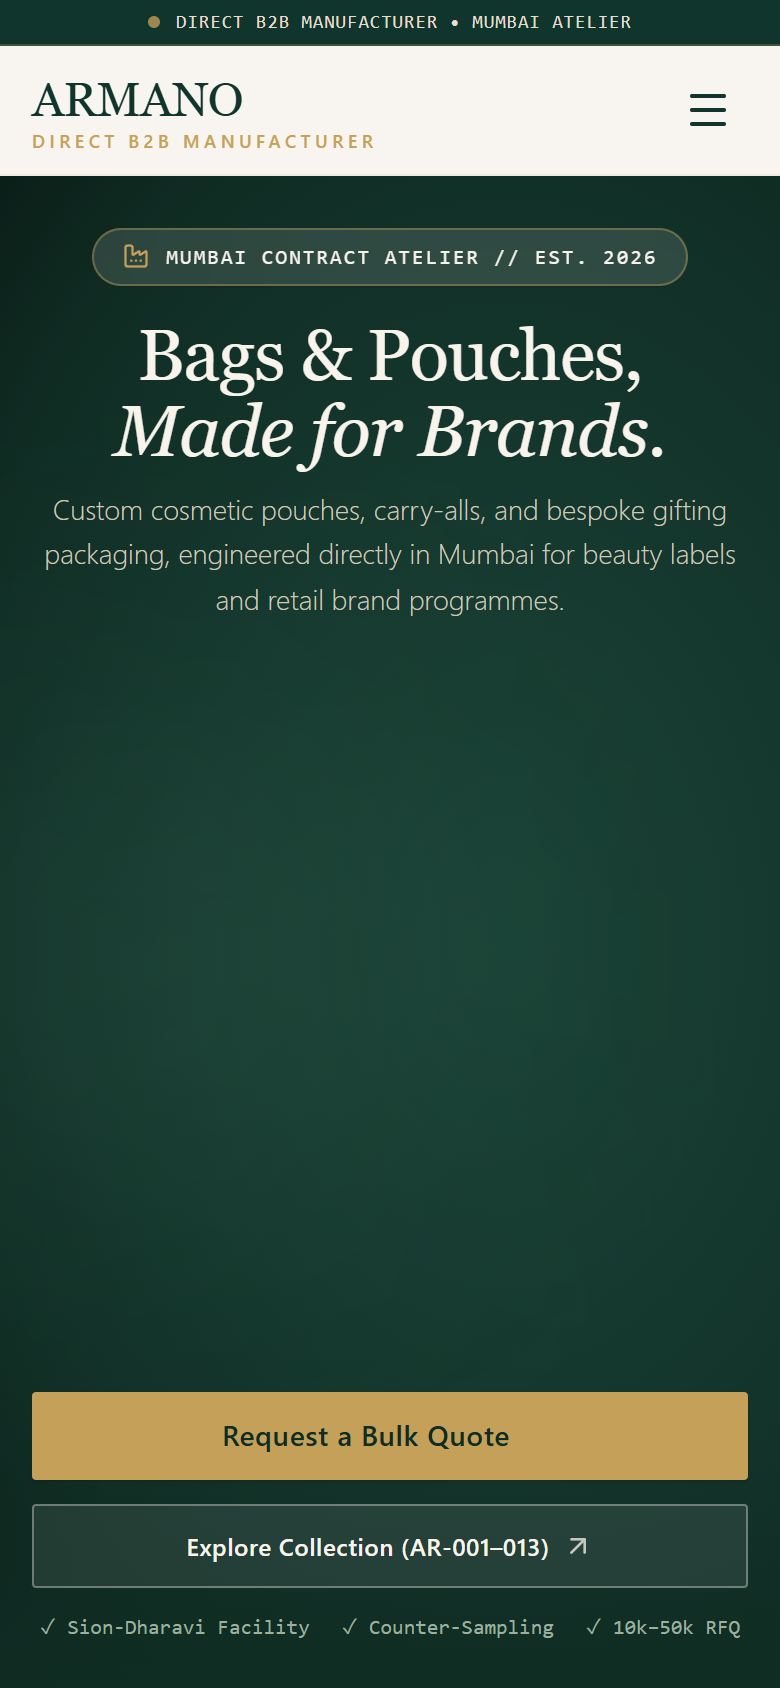 DIRECT B2B MANUFACTURER • MUMBAI ATELIER
ARMANO
DIRECT B2B MANUFACTURER
MUMBAI CONTRACT ATELIER // EST. 2026
Bags & Pouches,
Made for Brands.
Custom cosmetic pouches, carry-alls, and bespoke gifting
packaging, engineered directly in Mumbai for beauty labels
and retail brand programmes.
Request a Bulk Quote
Explore Collection (AR-001–013)
✓ Sion-Dharavi Facility ✓ Counter-Sampling ✓ 10k–50k RFQ